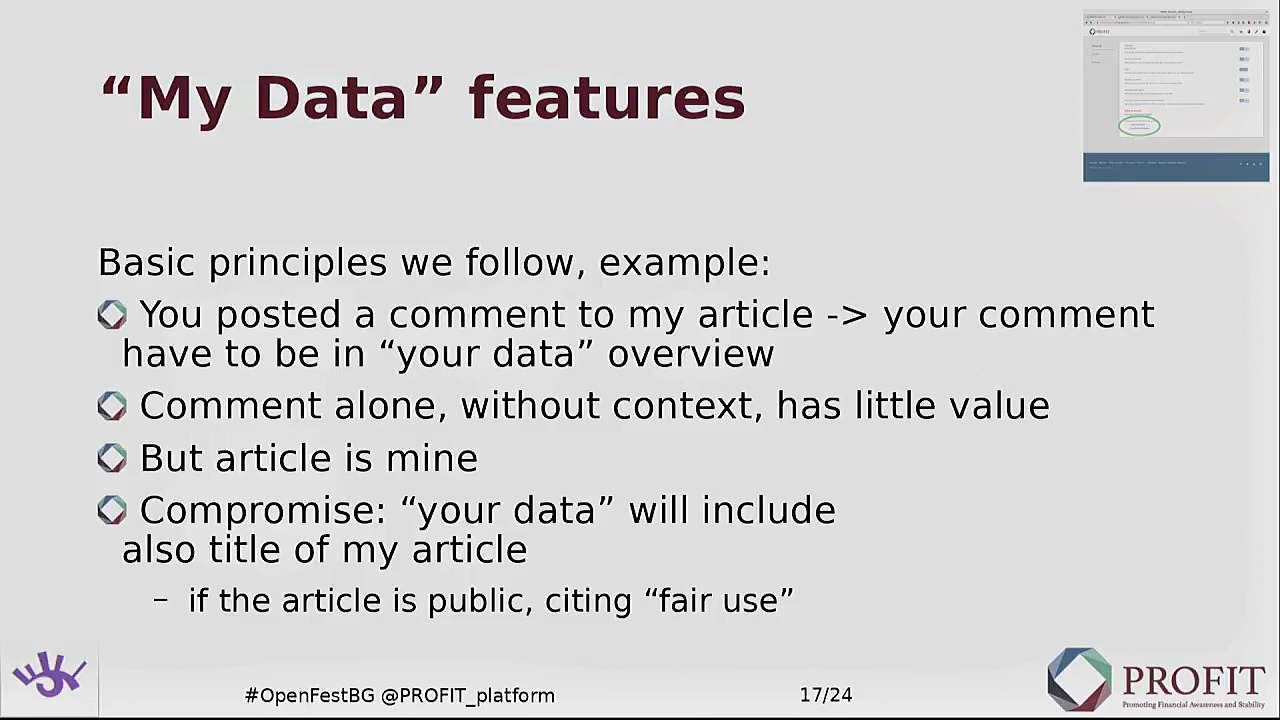 “My Data” features
PROFIT
Basic principles we follow, example:
You posted a comment to my article -> your comment
have to be in “your data” overview
Comment alone, without context, has little value
But article is mine
Compromise: “your data” will include
also title of my article
– if the article is public, citing “fair use”
#OpenFestBG @PROFIT_platform
17/24
PROFIT
Promoting Financial Awareness and Stability